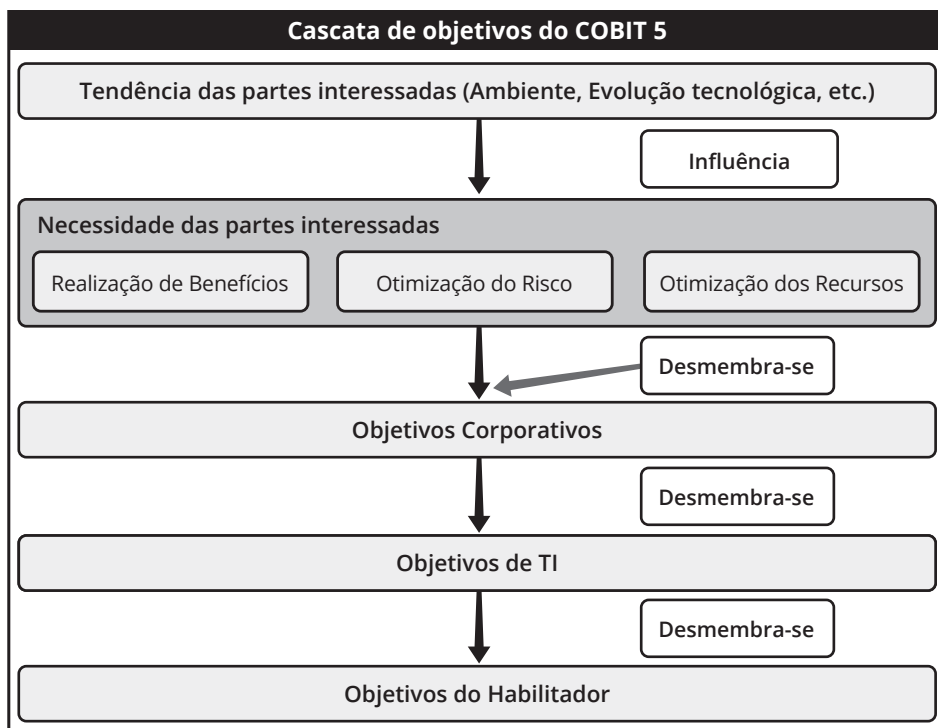 Cascata de objetivos do COBIT 5
Tendência das partes interessadas (Ambiente, Evolução tecnológica, etc.)
Influência
Necessidade das partes interessadas
Realização de Benefícios
Otimização do Risco
Otimização dos Recursos
Desmembra-se
Objetivos Corporativos
Desmembra-se
Objetivos de TI
Desmembra-se
Objetivos do Habilitador